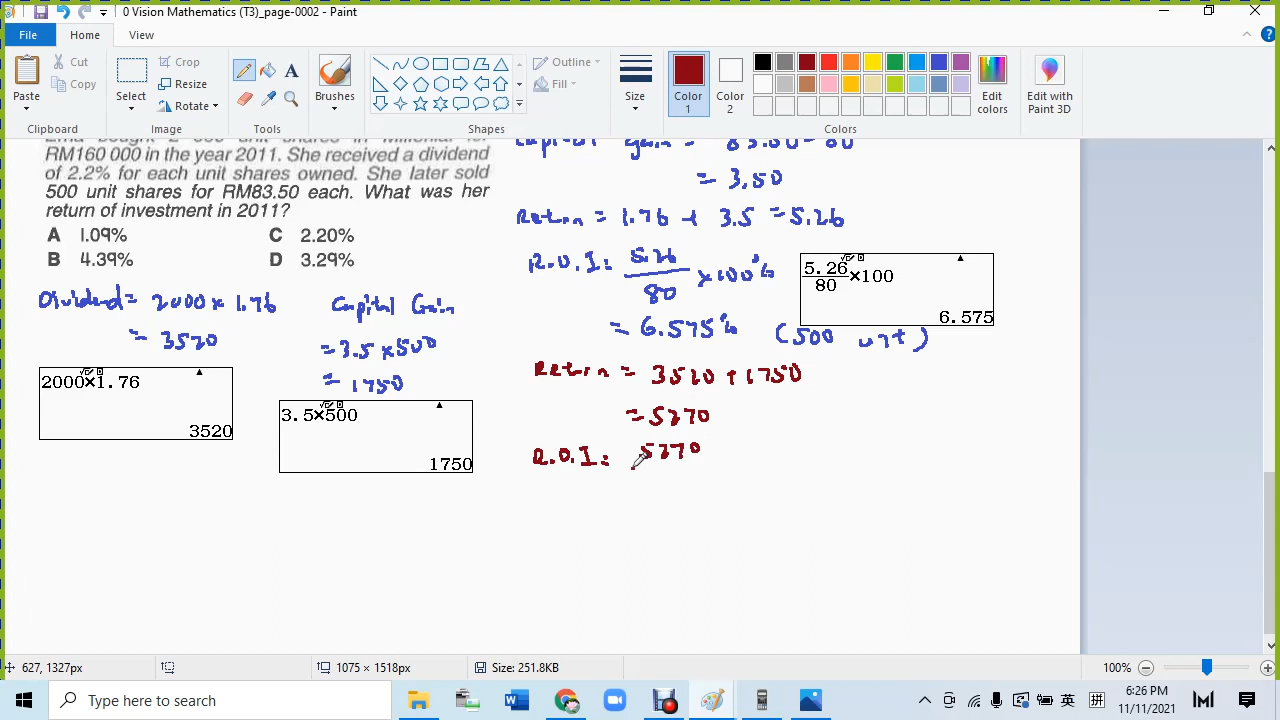 0 Vision Mathematics (T3)_page-0002 - Paint
File Home View
Paste Cut Copy Clipboard
Select Crop Resize Rotate Image
Tools
Brushes
Outline Fill Shapes
Size
Color 1 Color 2 Edit colors Colors
Edit with Paint 3D
RM160 000 in the year 2011. She received a dividend
of 2.2% for each unit shares owned. She later sold
500 unit shares for RM83.50 each. What was her
return of investment in 2011?
A 1.09% C 2.20%
B 4.39% D 3.29%
Capital Gain = 83.50-80
= 3.50
Return = 1.76 + 3.5 = 5.26
R.O.I = 5.26/80 ×100%
= 6.575% (500 unit)
5.26/80×100
6.575
Dividend = 2000 × 1.76
= 3520
2000×1.76
3520
Capital Gain
= 3.5 × 500
= 1750
3.5×500
1750
Return = 3520 + 1750
= 5270
R.O.I = 5270
627, 1327px 1075 × 1518px Size: 251.8KB 100%
Type here to search
英 拼
6:26 PM
11/11/2021